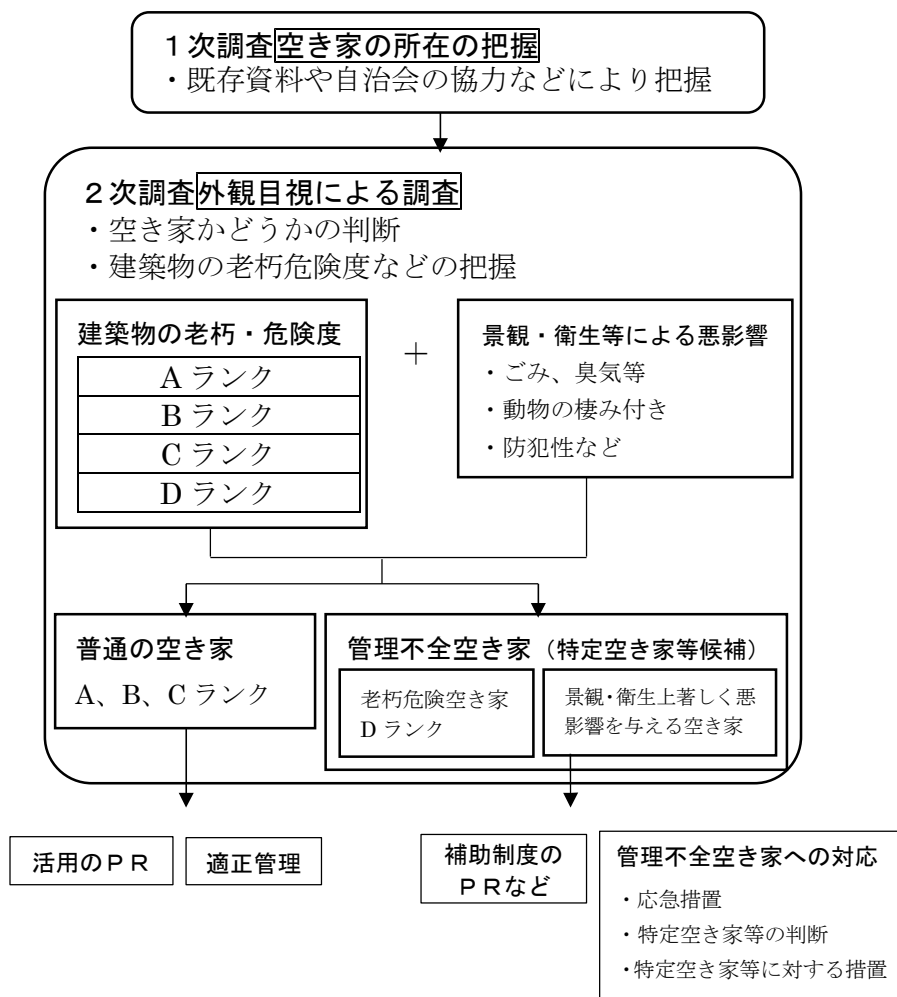 １次調査空き家の所在の把握
・既存資料や自治会の協力などにより把握
２次調査外観目視による調査
・空き家かどうかの判断
・建築物の老朽危険度などの把握
建築物の老朽・危険度
A ランク
B ランク
C ランク
D ランク
＋
景観・衛生等による悪影響
・ごみ、臭気等
・動物の棲み付き
・防犯性など
普通の空き家
A、B、C ランク
管理不全空き家（特定空き家等候補）
老朽危険空き家
D ランク
景観・衛生上著しく悪
影響を与える空き家
活用のＰＲ
適正管理
補助制度の
ＰＲなど
管理不全空き家への対応
・応急措置
・特定空き家等の判断
・特定空き家等に対する措置